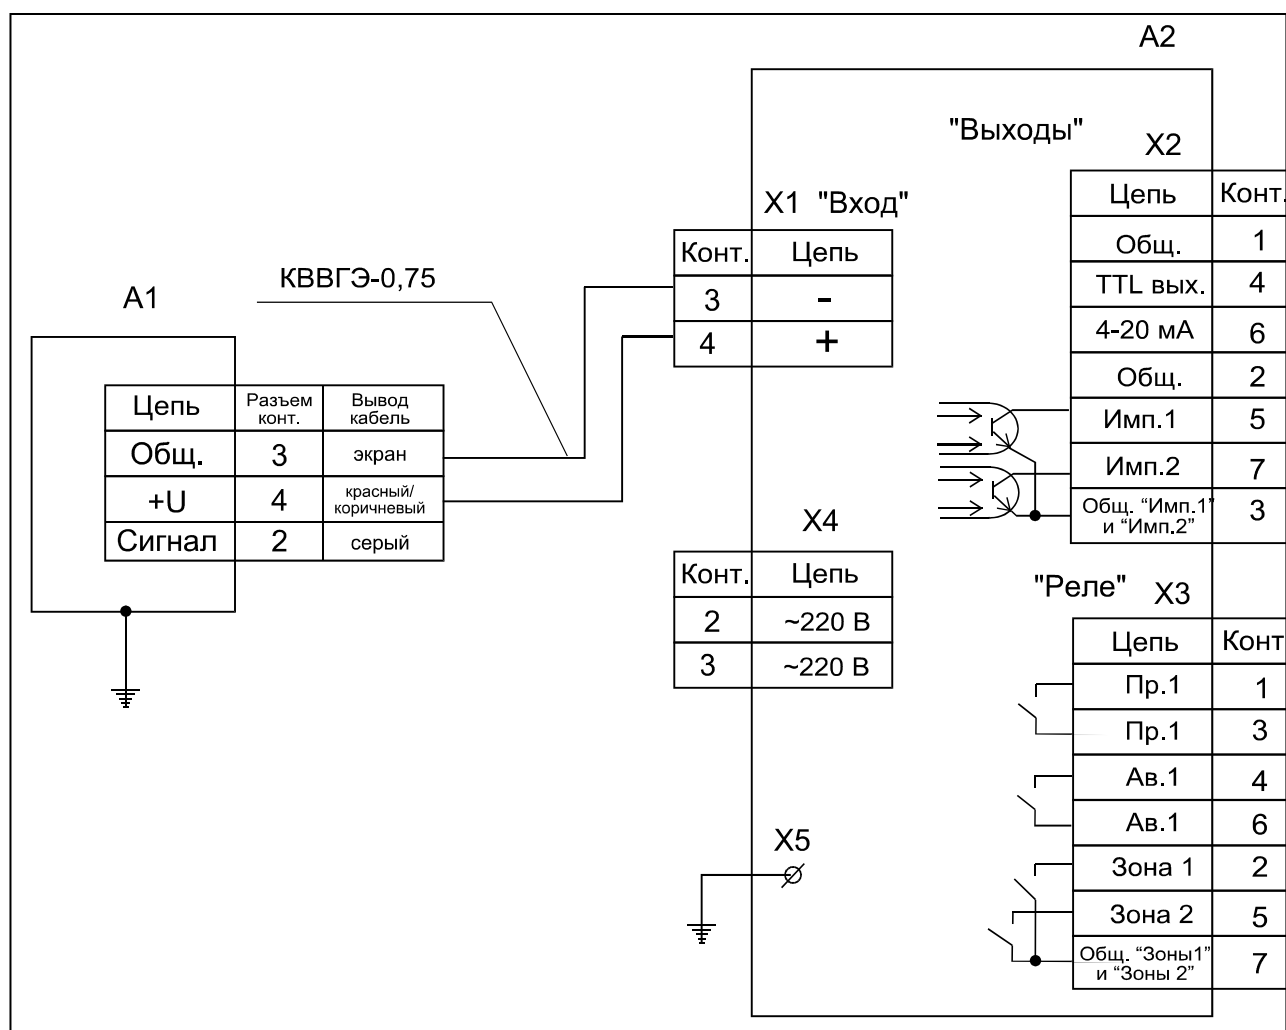 A2
"Выходы"
X2
Цепь Конт.
Общ. 1
TTL вых. 4
4-20 мА 6
Общ. 2
Имп.1 5
Имп.2 7
Общ. “Имп.1”
и “Имп.2” 3
X1 "Вход"
Конт. Цепь
3 -
4 +
КВВГЭ-0,75
A1
Цепь Разъем конт. Вывод кабель
Общ. 3 экран
+U 4 красный/
коричневый
Сигнал 2 серый
X4
Конт. Цепь
2 ~220 В
3 ~220 В
"Реле" X3
Цепь Конт
Пр.1 1
Пр.1 3
Ав.1 4
Ав.1 6
Зона 1 2
Зона 2 5
Общ. “Зоны1”
и “Зоны 2” 7
X5